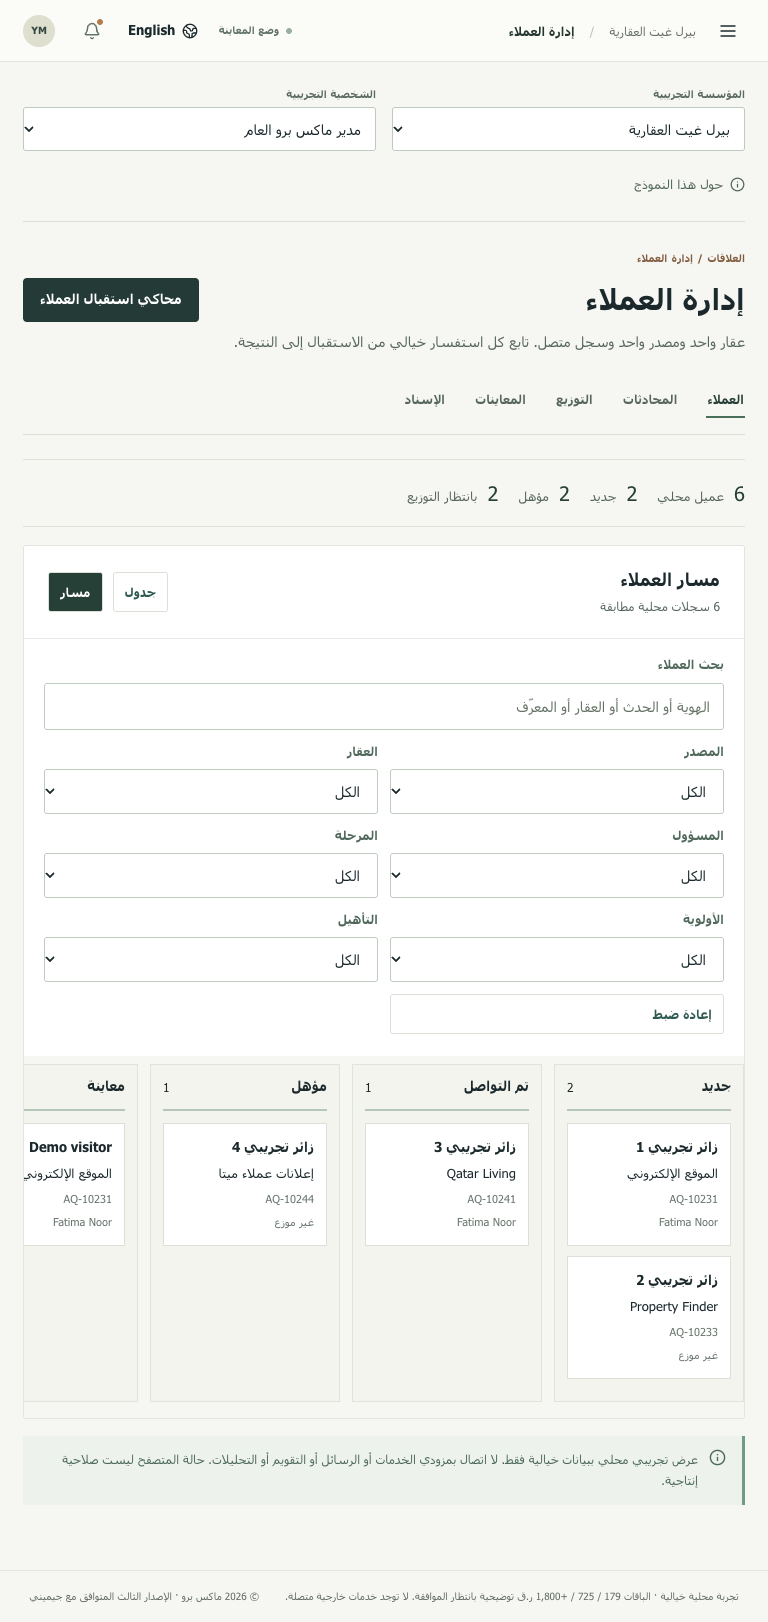 بيرل غيت العقارية / إدارة العملاء
وضع المعاينة
English
YM
المؤسسة التجريبية
بيرل غيت العقارية
الشخصية التجريبية
مدير ماكس برو العام
حول هذا النموذج
العلاقات / إدارة العملاء
إدارة العملاء
محاكي استقبال العملاء
عقار واحد ومصدر واحد وسجل متصل. تابع كل استفسار خيالي من الاستقبال إلى النتيجة.
العملاء المحادثات التوزيع المعاينات الإسناد
6 عميل محلي 2 جديد 2 مؤهل 2 بانتظار التوزيع
مسار العملاء
6 سجلات محلية مطابقة
جدول مسار
بحث العملاء
الهوية أو الحدث أو العقار أو المعرّف
المصدر العقار
الكل الكل
المسؤول المرحلة
الكل الكل
الأولوية التأهيل
الكل الكل
إعادة ضبط
جديد 2
زائر تجريبي 1
الموقع الإلكتروني
AQ-10231
Fatima Noor
زائر تجريبي 2
Property Finder
AQ-10233
غير موزع
تم التواصل 1
زائر تجريبي 3
Qatar Living
AQ-10241
Fatima Noor
مؤهل 1
زائر تجريبي 4
إعلانات عملاء ميتا
AQ-10244
غير موزع
معاينة
Demo visitor
الموقع الإلكتروني
AQ-10231
Fatima Noor
عرض تجريبي محلي ببيانات خيالية فقط. لا اتصال بمزودي الخدمات أو الرسائل أو التقويم أو التحليلات. حالة المتصفح ليست صلاحية
إنتاجية.
تجربة محلية خيالية · الباقات 179 / 725 / +1,800 ر.ق توضيحية بانتظار الموافقة. لا توجد خدمات خارجية متصلة.
© 2026 ماكس برو · الإصدار الثالث المتوافق مع جيميني